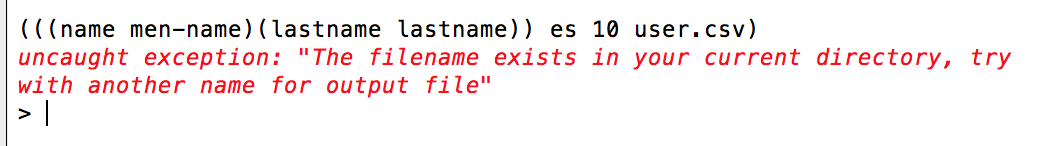 (((name men-name)(lastname lastname)) es 10 user.csv)
uncaught exception: "The filename exists in your current directory, try
with another name for output file"
>